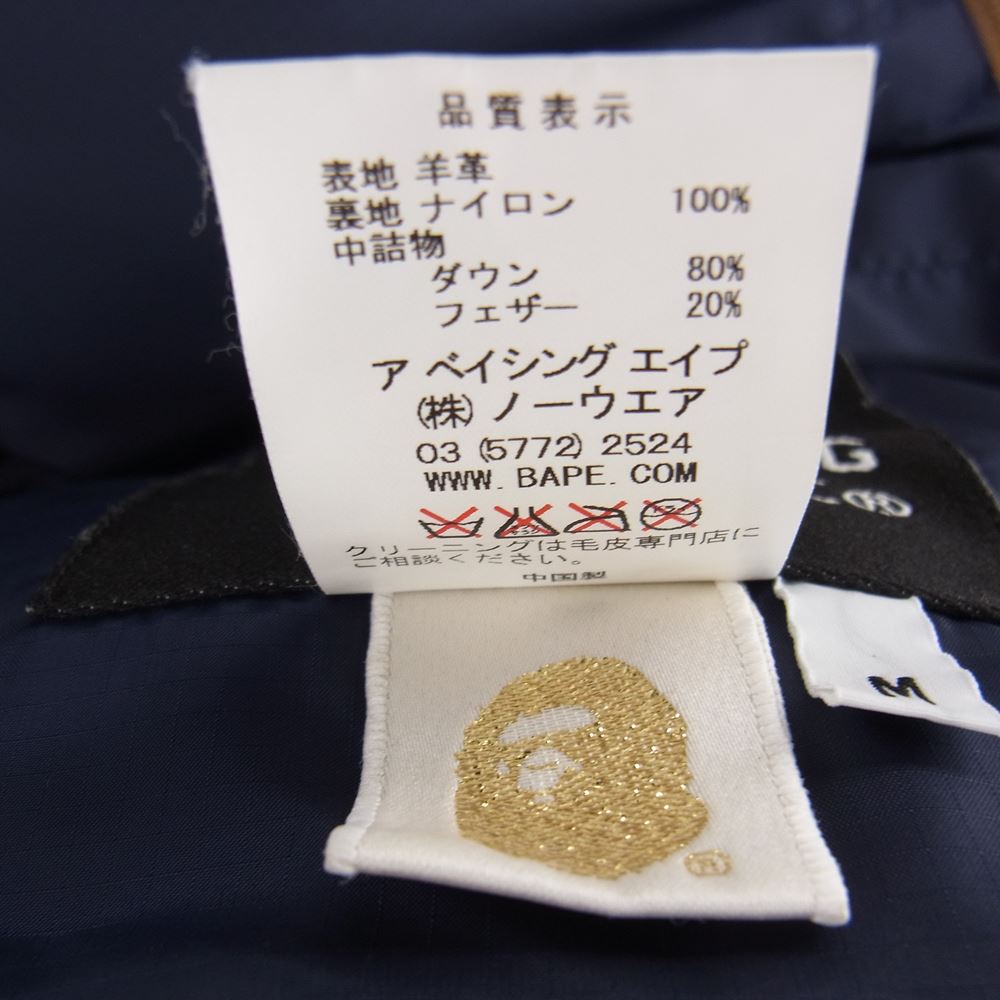 品質表示
表地 羊革
裏地 ナイロン 100%
中詰物
ダウン 80%
フェザー 20%
ア ベイシング エイプ
(株) ノーウエア
03 (5772) 2524
WWW. BAPE. COM
クリーニングは毛皮専門店に
ご相談ください。
中国製
G
M